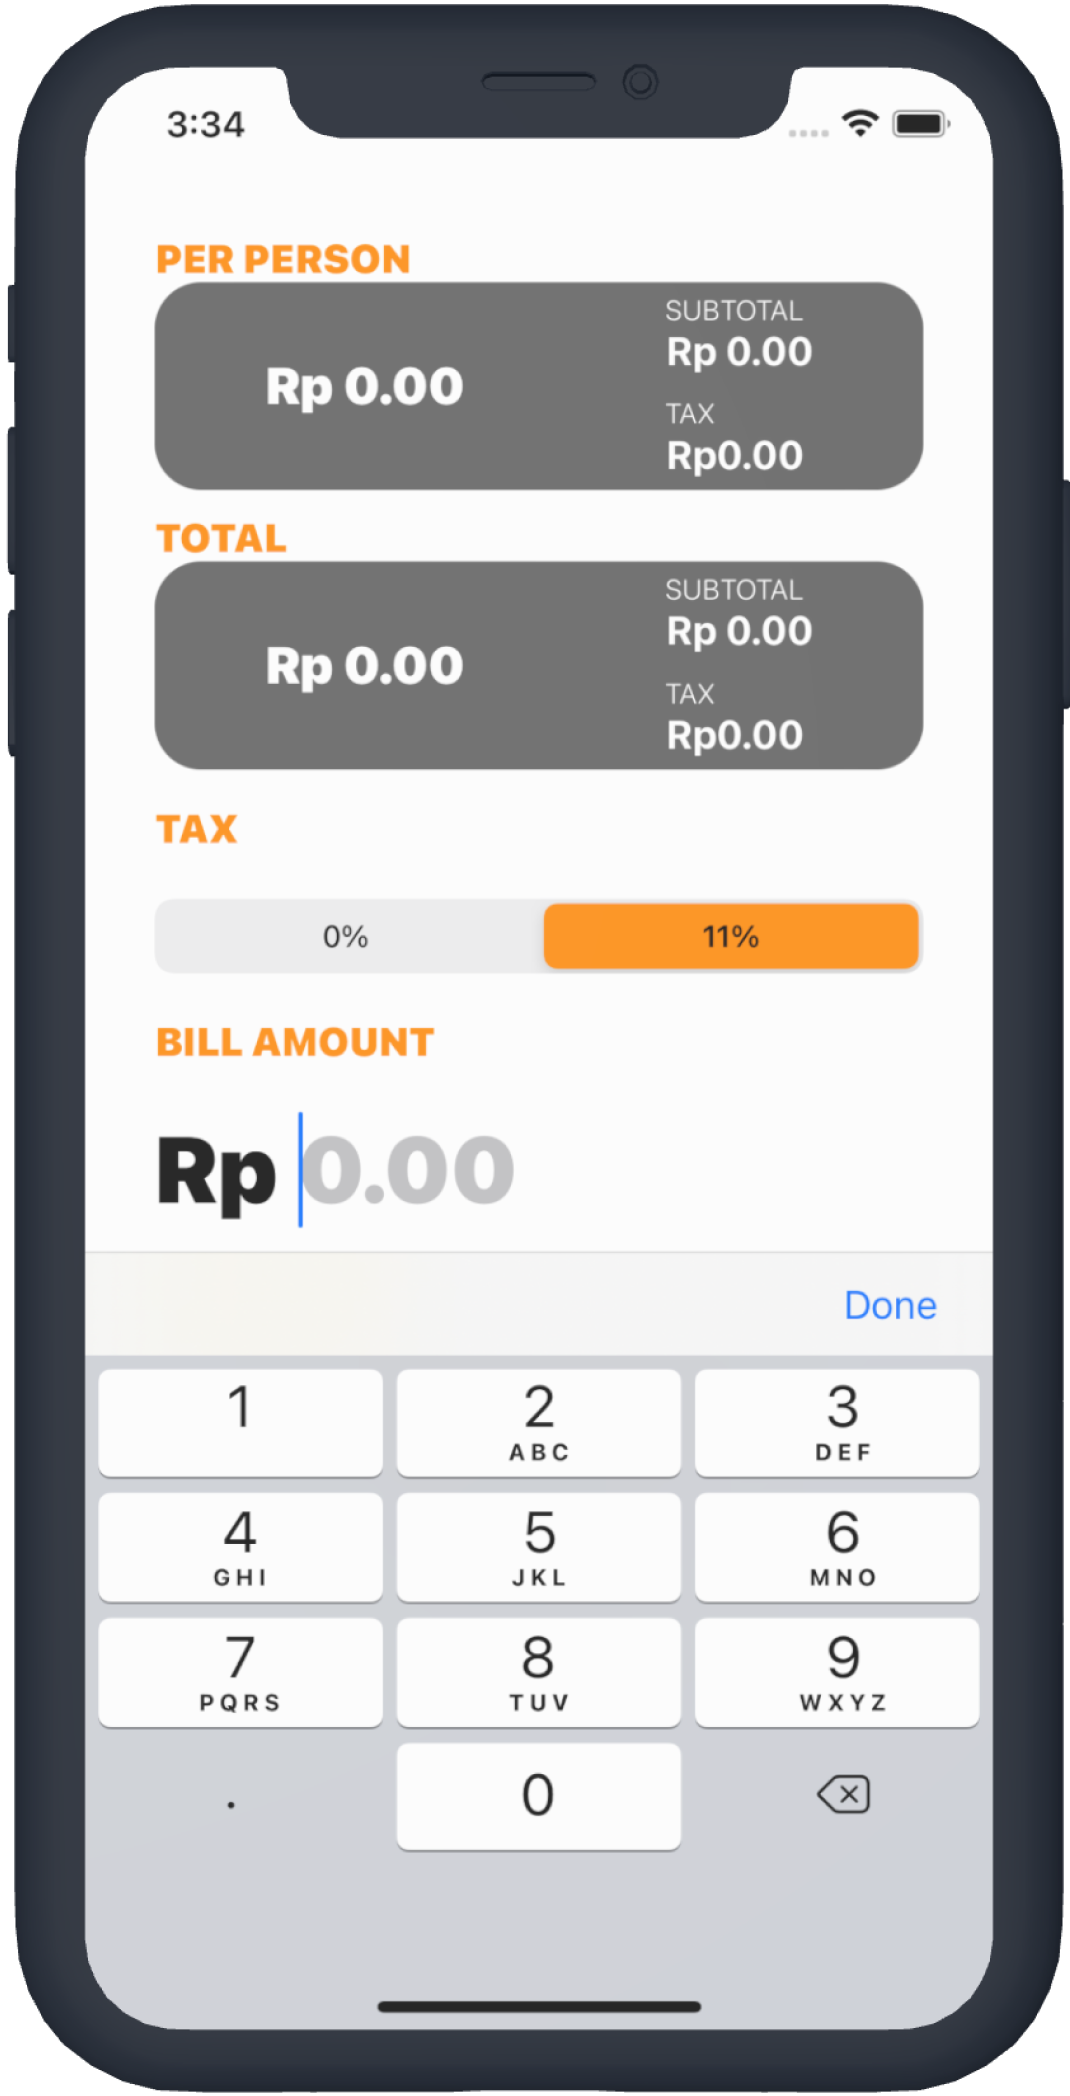 3:34
PER PERSON
Rp 0.00
SUBTOTAL
Rp 0.00
TAX
Rp0.00
TOTAL
Rp 0.00
SUBTOTAL
Rp 0.00
TAX
Rp0.00
TAX
0% 11%
BILL AMOUNT
Rp 0.00
Done
1 2 3
ABC DEF
4 5 6
GHI JKL MNO
7 8 9
PQRS TUV WXYZ
. 0